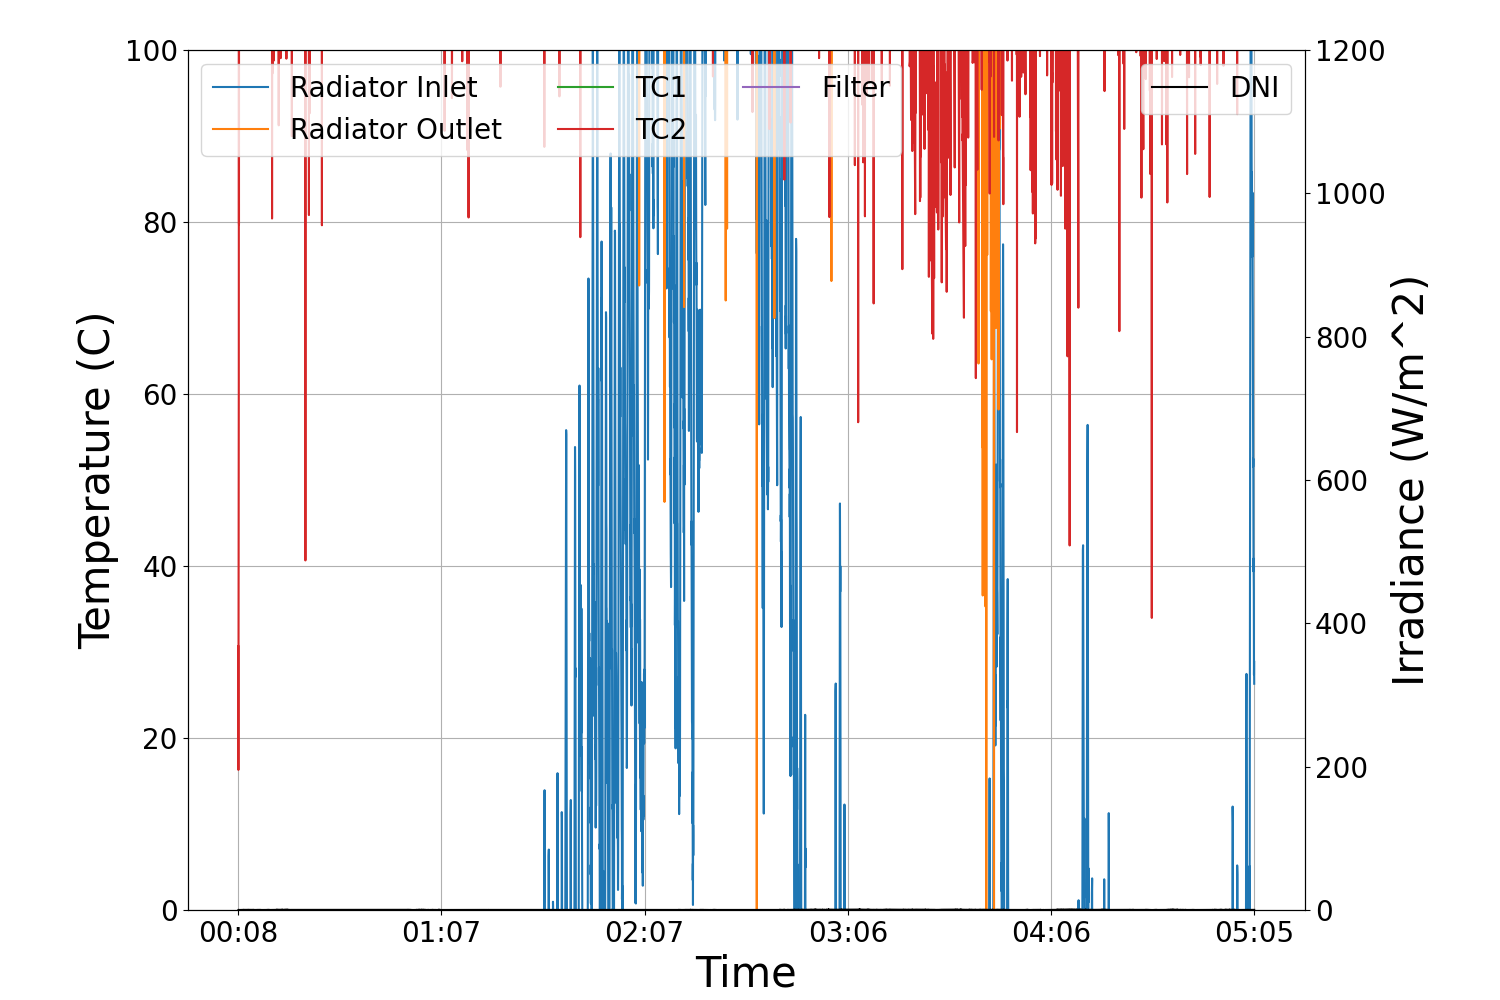 Radiator Inlet
Radiator Outlet
TC1
TC2
Filter
DNI
Temperature (C)
100
80
60
40
20
0
Irradiance (W/m^2)
1200
1000
800
600
400
200
0
00:08 01:07 02:07 03:06 04:06 05:05
Time